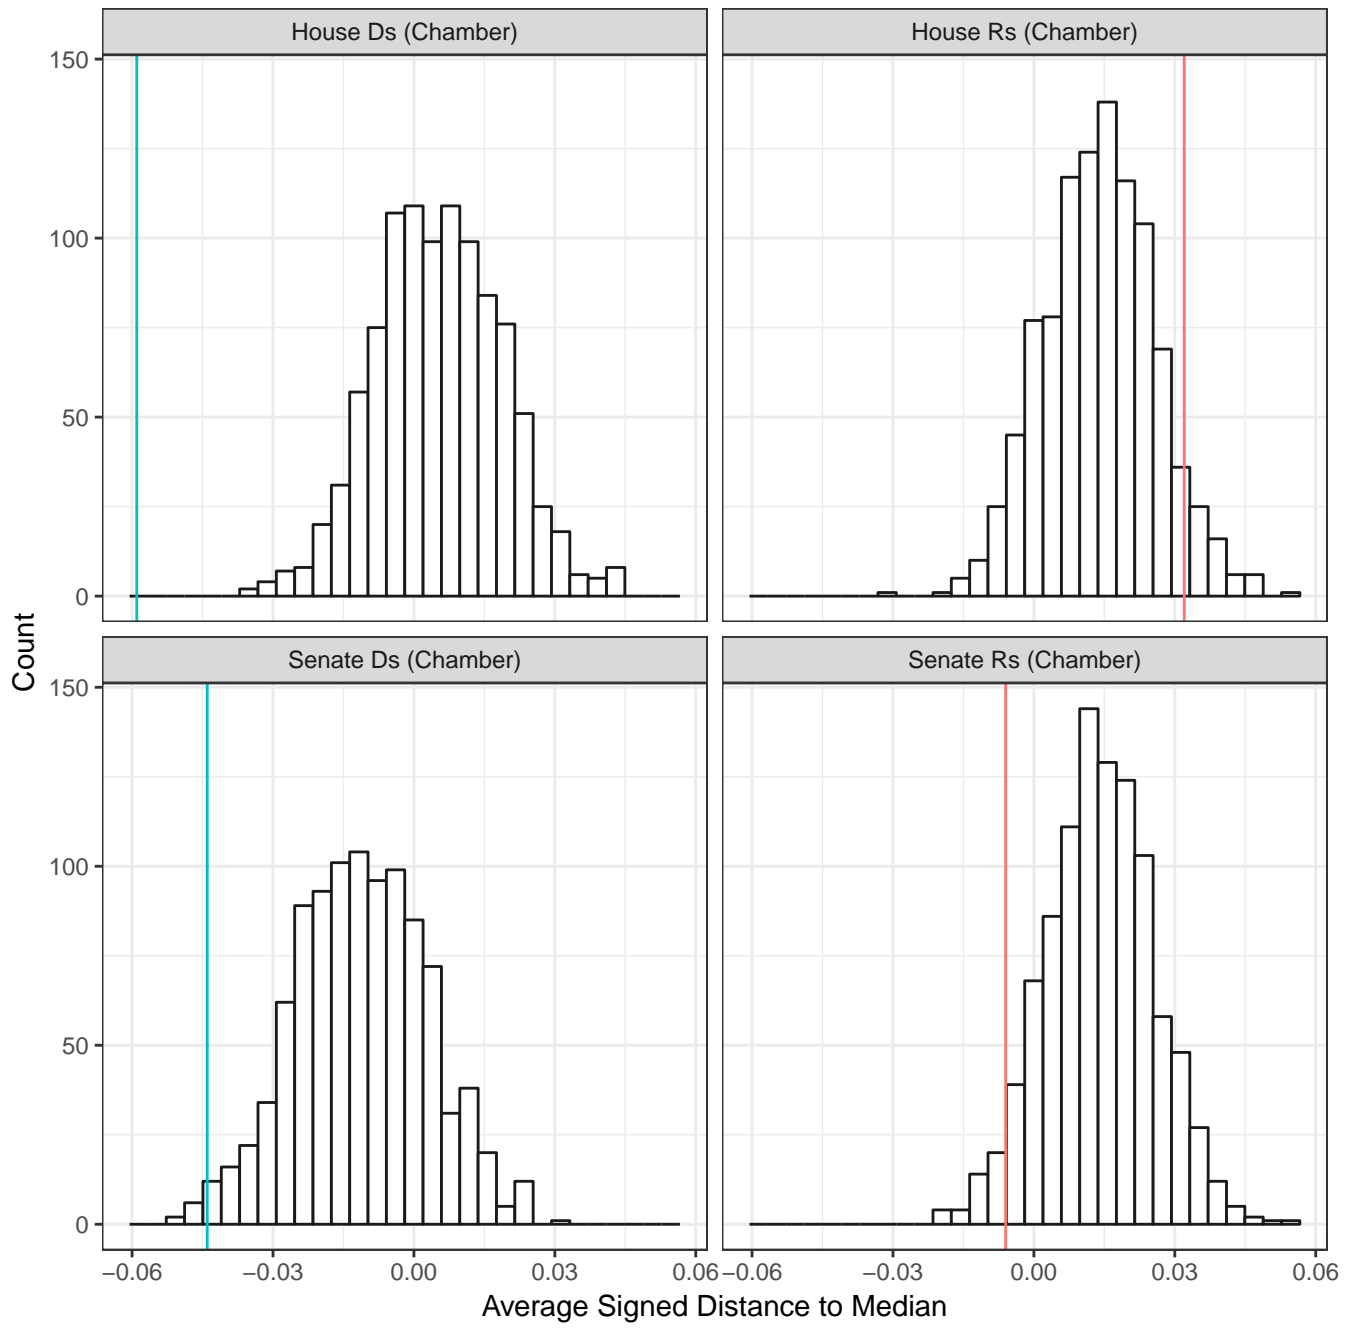 House Ds (Chamber)
House Rs (Chamber)
150
100
50
0
Count
Senate Ds (Chamber)
Senate Rs (Chamber)
150
100
50
0
−0.06 −0.03 0.00 0.03 0.06 −0.06 −0.03 0.00 0.03 0.06
Average Signed Distance to Median